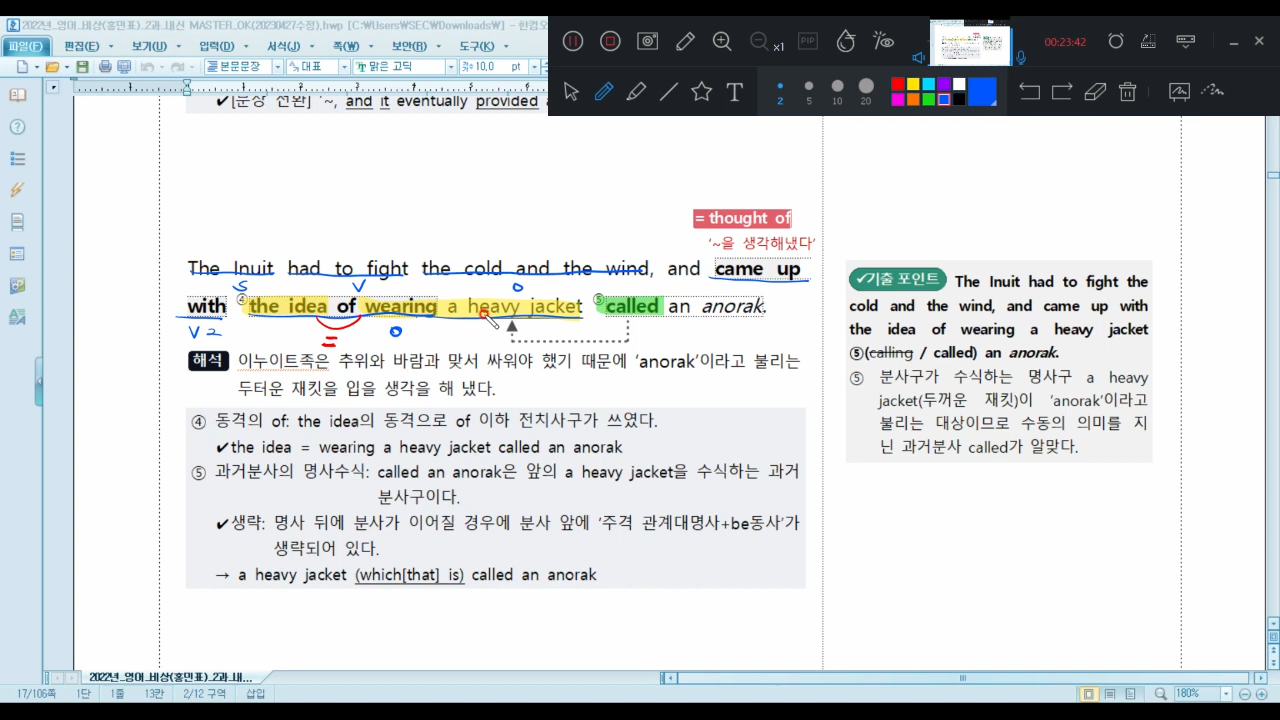 2022년_영어_비상(홍민표)_2과_내신 MASTER_OK(20230427수정).hwp [C:₩Users₩SEC₩Downloads₩] - 한컴오
파일(F) 편집(E) 보기(U) 입력(D) 서식(J) 쪽(W) 보안(B) 도구(K)
PIP x1 00:23:42
본문문장 대표 맑은 고딕 10.0 pt
2 5 10 20
✔[문장 전환] '~, and it eventually provided
= thought of
'~을 생각해냈다'
The Inuit had to fight the cold and the wind, and came up
S V O
with ④the idea of wearing a heavy jacket ⑤called an anorak.
V 2 = O
해석 이누이트족은 추위와 바람과 맞서 싸워야 했기 때문에 'anorak'이라고 불리는
두터운 재킷을 입을 생각을 해 냈다.
④ 동격의 of: the idea의 동격으로 of 이하 전치사구가 쓰였다.
✔the idea = wearing a heavy jacket called an anorak
⑤ 과거분사의 명사수식: called an anorak은 앞의 a heavy jacket을 수식하는 과거
분사구이다.
✔생략: 명사 뒤에 분사가 이어질 경우에 분사 앞에 '주격 관계대명사+be동사'가
생략되어 있다.
→ a heavy jacket (which[that] is) called an anorak
✔기출 포인트 The Inuit had to fight the
cold and the wind, and came up with
the idea of wearing a heavy jacket
⑤(calling / called) an anorak.
⑤ 분사구가 수식하는 명사구 a heavy
jacket(두꺼운 재킷)이 'anorak'이라고
불리는 대상이므로 수동의 의미를 지
닌 과거분사 called가 알맞다.
2022년_영어_비상(홍민표)_2과_내...
17/106쪽 1단 1줄 13칸 2/12 구역 삽입 180%